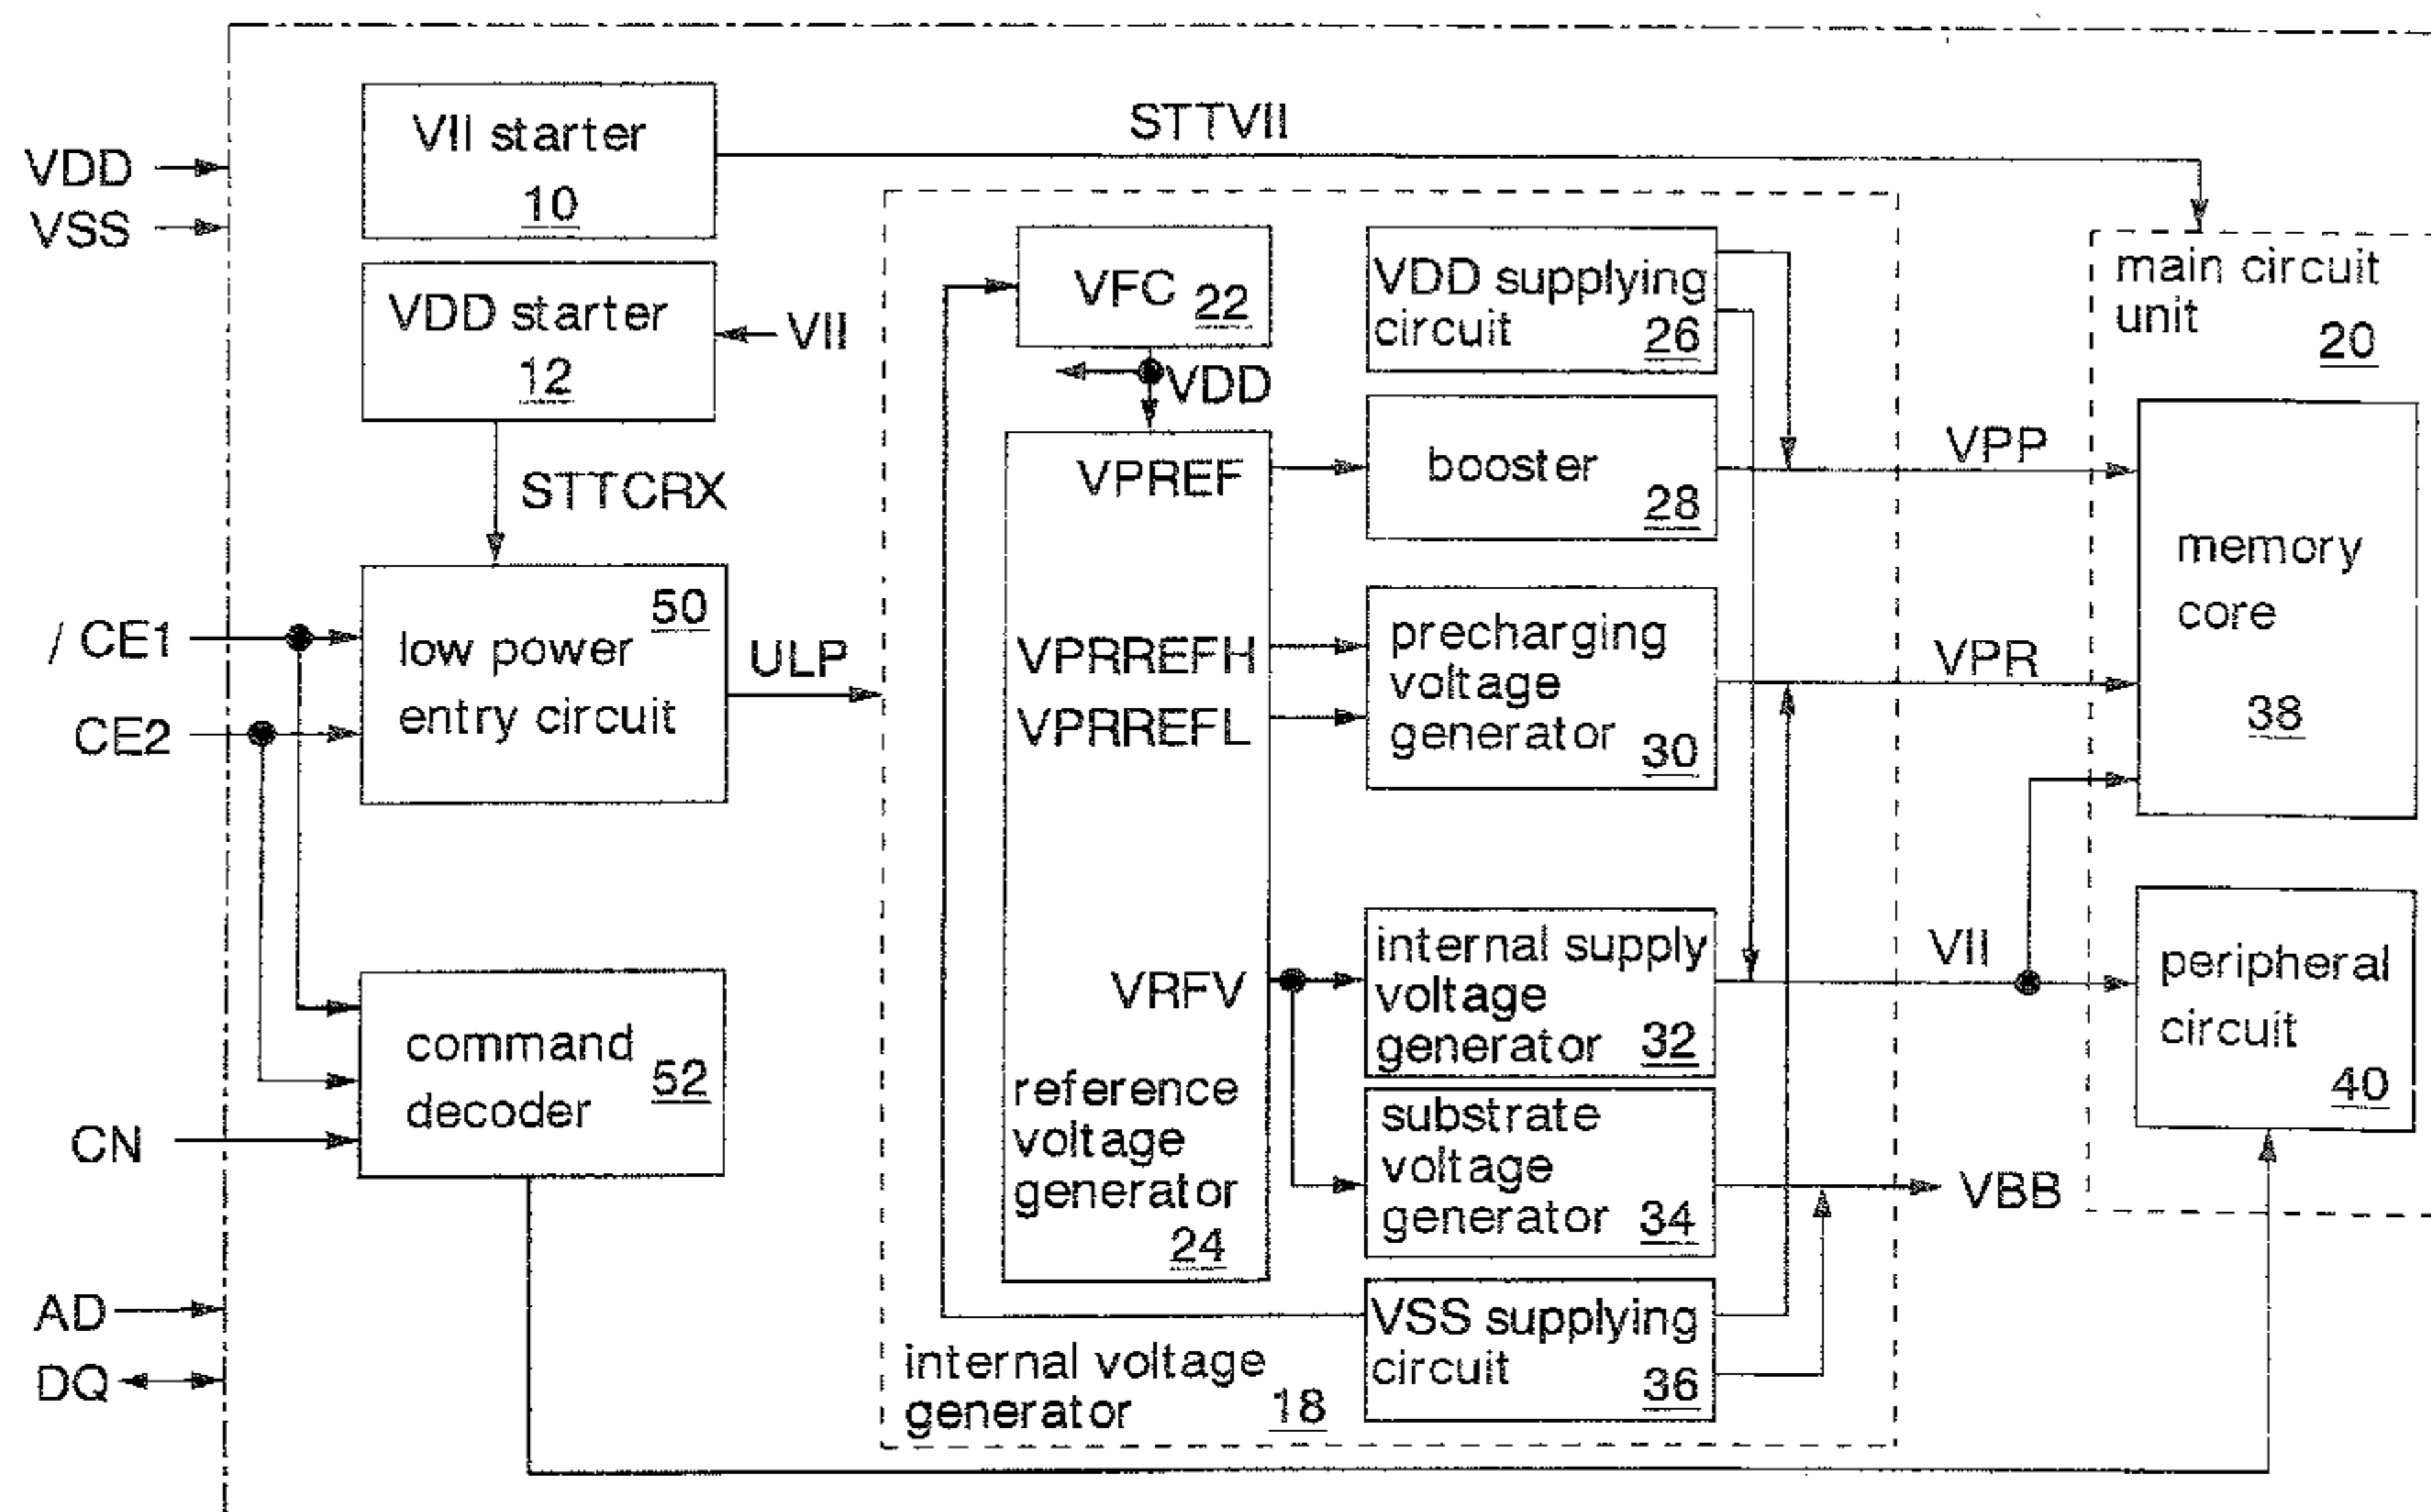 VII starter
10
STTVII
VDD
VSS
VDD starter
12
VII
STTCRX
VFC 22
VDD
VDD supplying
circuit
26
main circuit
unit
20
VPREF
booster
28
VPP
memory
core
38
/ CE1
CE2
50
low power
entry circuit
ULP
VPRREFH
VPRREFL
precharging
voltage
generator
30
VPR
VRFV
internal supply
voltage
generator 32
VII
peripheral
circuit
40
command
decoder
52
CN
reference
voltage
generator
24
substrate
voltage
generator 34
VBB
AD
DQ
VSS supplying
circuit
36
internal voltage
generator
18